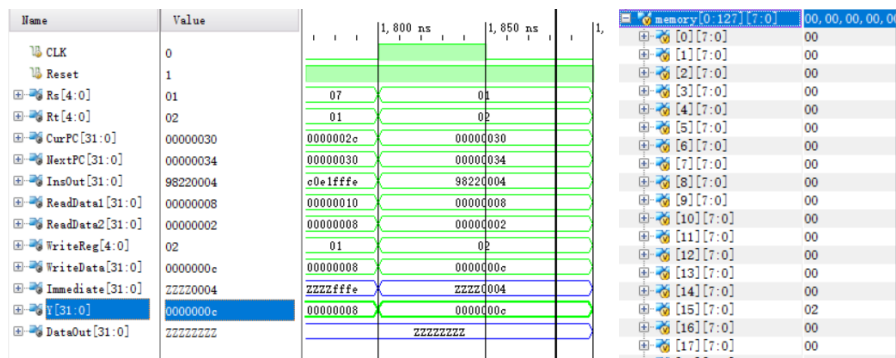 Name Value
1,800 ns 1,850 ns 1,
CLK 0
Reset 1
Rs[4:0] 01 07 01
Rt[4:0] 02 01 02
CurPC[31:0] 00000030 0000002c 00000030
NextPC[31:0] 00000034 00000030 00000034
InsOut[31:0] 98220004 c0e1fffe 98220004
ReadData1[31:0] 00000008 00000010 00000008
ReadData2[31:0] 00000002 00000008 00000002
WriteReg[4:0] 02 01 02
WriteData[31:0] 0000000c 00000008 0000000c
Immediate[31:0] ZZZZ0004 ZZZZfffe ZZZZ0004
Y[31:0] 0000000c 00000008 0000000c
DataOut[31:0] ZZZZZZZZ ZZZZZZZZ
memory[0:127][7:0] 00,00,00,00,0
[0][7:0] 00
[1][7:0] 00
[2][7:0] 00
[3][7:0] 00
[4][7:0] 00
[5][7:0] 00
[6][7:0] 00
[7][7:0] 00
[8][7:0] 00
[9][7:0] 00
[10][7:0] 00
[11][7:0] 00
[12][7:0] 00
[13][7:0] 00
[14][7:0] 00
[15][7:0] 02
[16][7:0] 00
[17][7:0] 00